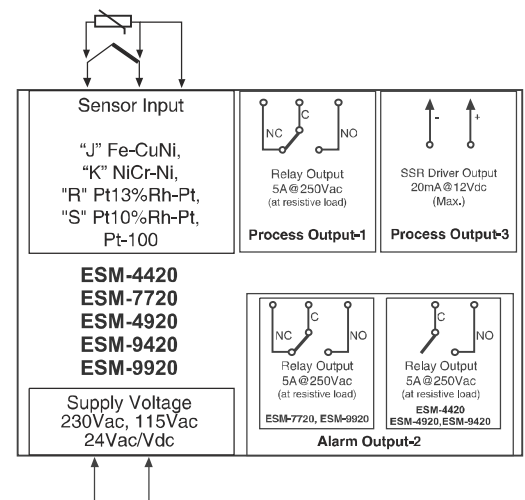 Sensor Input
"J" Fe-CuNi,
"K" NiCr-Ni,
"R" Pt13%Rh-Pt,
"S" Pt10%Rh-Pt,
Pt-100
C
NC
NO
Relay Output
5A@250Vac
(at resistive load)
Process Output-1
- +
SSR Driver Output
20mA@12Vdc
(Max.)
Process Output-3
ESM-4420
ESM-7720
ESM-4920
ESM-9420
ESM-9920
Supply Voltage
230Vac, 115Vac
24Vac/Vdc
C
NC
NO
Relay Output
5A@250Vac
(at resistive load)
ESM-7720, ESM-9920
C
NO
Relay Output
5A@250Vac
(at resistive load)
ESM-4420
ESM-4920,ESM-9420
Alarm Output-2